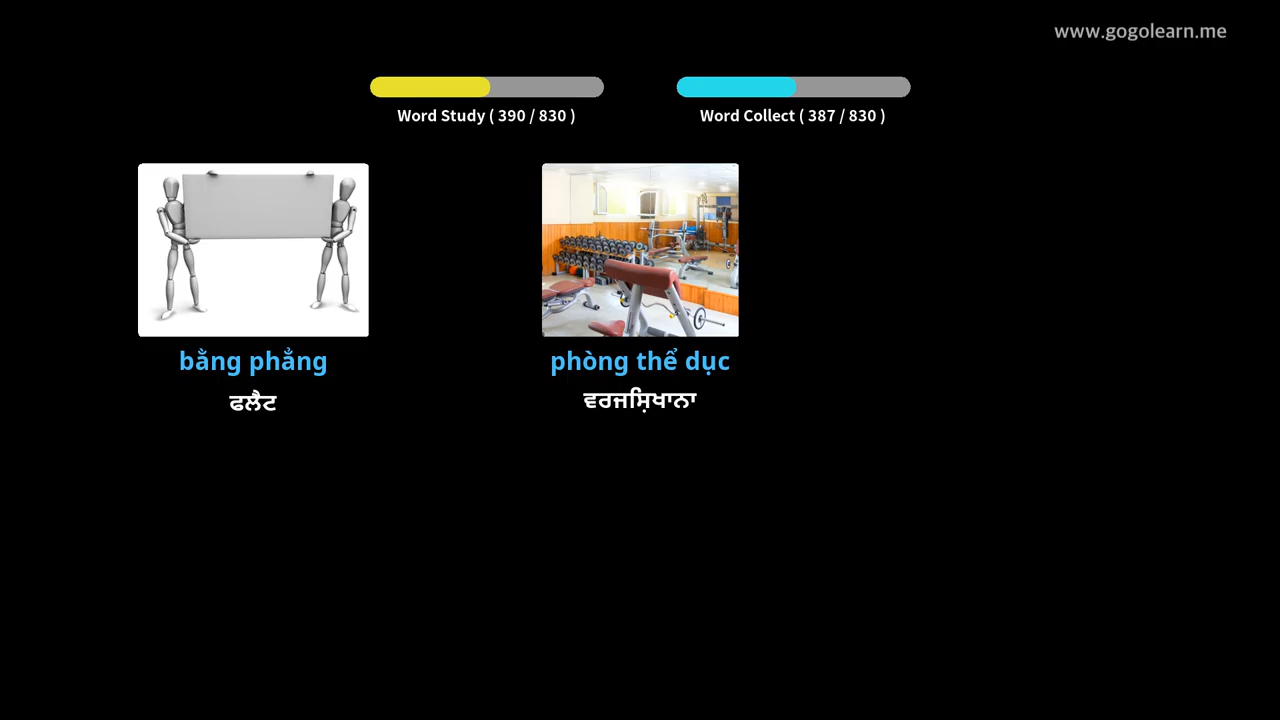 www.gogolearn.me
Word Study ( 390 / 830 )
Word Collect ( 387 / 830 )
bằng phẳng
phòng thể dục
ਫਲੈਟ
ਵਰਜਸ਼ਿਖਾਨਾ